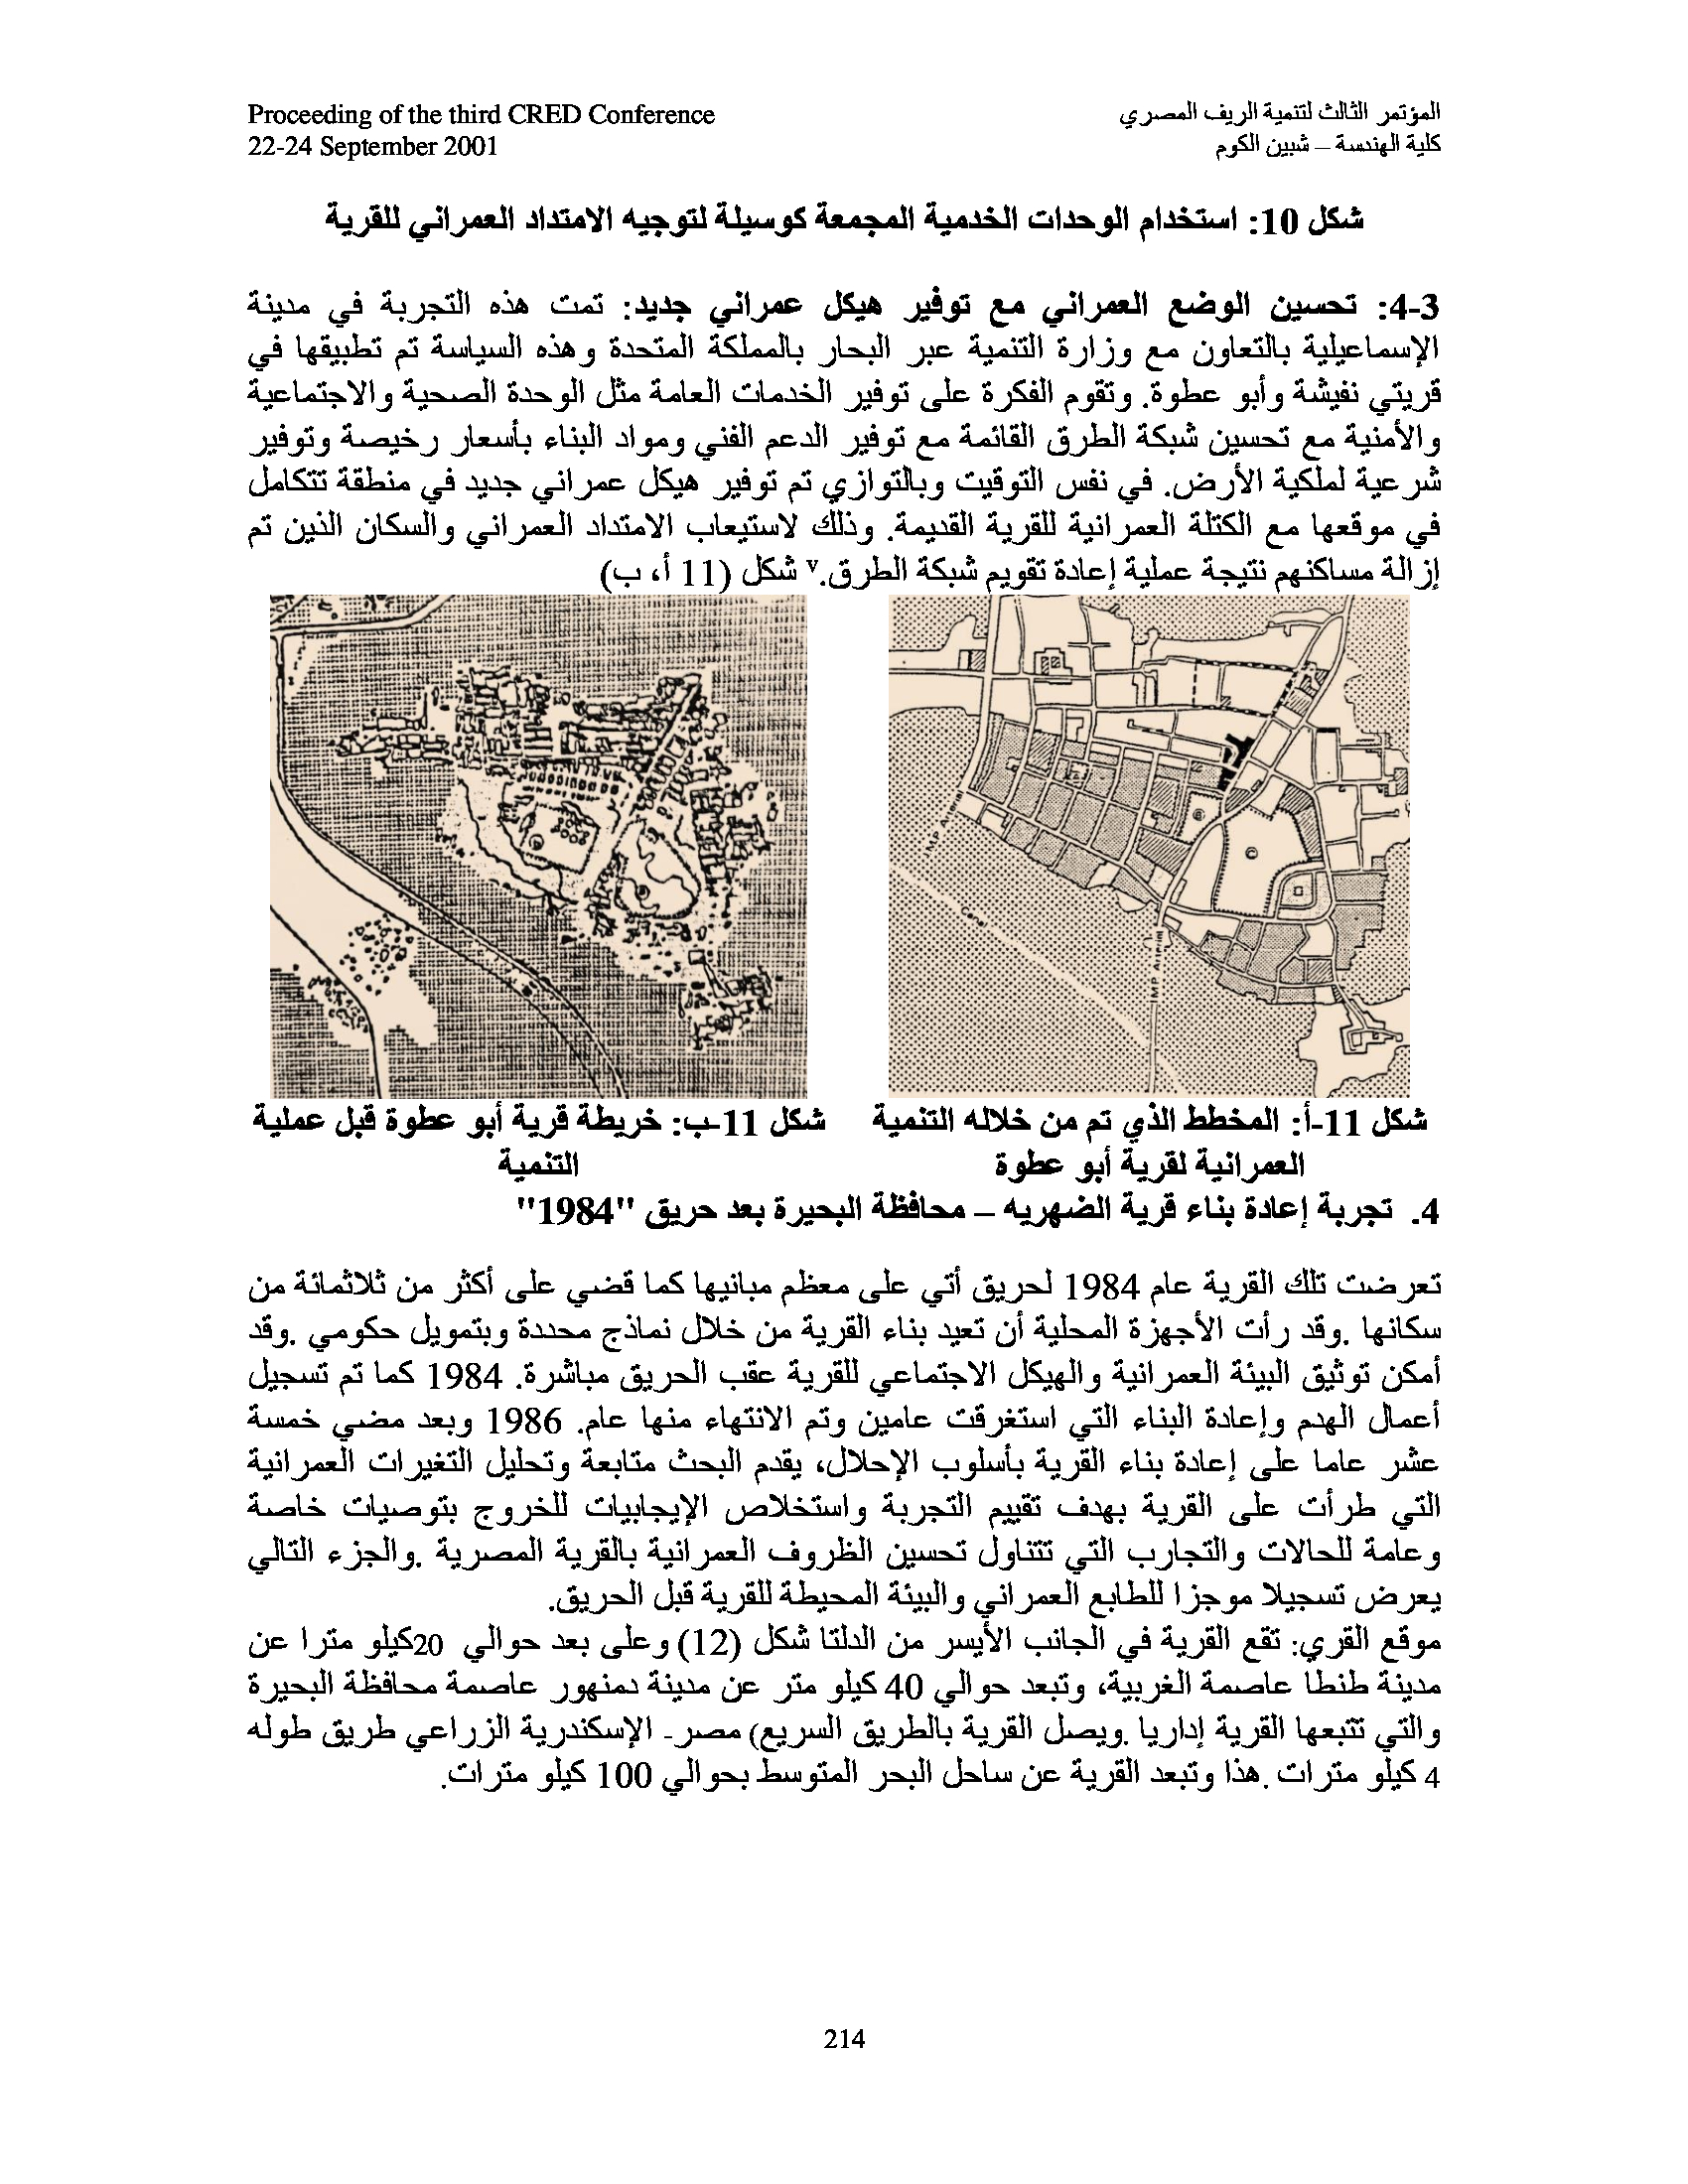 Proceeding of the third CRED Conference
المؤتمر الثالث لتنمية الريف المصري
22-24 September 2001
كلية الهندسة – شبين الكوم
شكل 10: استخدام الوحدات الخدمية المجمعة كوسيلة لتوجيه الامتداد العمراني للقرية
4-3: تحسين الوضع العمراني مع توفير هيكل عمراني جديد: تمت هذه التجربة في مدينة
الإسماعيلية بالتعاون مع وزارة التنمية عبر البحار بالمملكة المتحدة وهذه السياسة تم تطبيقها في
قريتي نفيشة وأبو عطوة. وتقوم الفكرة على توفير الخدمات العامة مثل الوحدة الصحية والاجتماعية
والأمنية مع تحسين شبكة الطرق القائمة مع توفير الدعم الفني ومواد البناء بأسعار رخيصة وتوفير
شرعية لملكية الأرض. في نفس التوقيت وبالتوازي تم توفير هيكل عمراني جديد في منطقة تتكامل
في موقعها مع الكتلة العمرانية للقرية القديمة. وذلك لاستيعاب الامتداد العمراني والسكان الذين تم
إزالة مساكنهم نتيجة عملية إعادة تقويم شبكة الطرق.v شكل (11 أ، ب)
Canal
شكل 11-أ: المخطط الذي تم من خلاله التنمية
العمرانية لقرية أبو عطوة
شكل 11-ب: خريطة قرية أبو عطوة قبل عملية
التنمية
4. تجربة إعادة بناء قرية الضهريه – محافظة البحيرة بعد حريق "1984"
تعرضت تلك القرية عام 1984 لحريق أتي على معظم مبانيها كما قضي على أكثر من ثلاثمائة من
سكانها .وقد رأت الأجهزة المحلية أن تعيد بناء القرية من خلال نماذج محددة وبتمويل حكومي .وقد
أمكن توثيق البيئة العمرانية والهيكل الاجتماعي للقرية عقب الحريق مباشرة. 1984 كما تم تسجيل
أعمال الهدم وإعادة البناء التي استغرقت عامين وتم الانتهاء منها عام. 1986 وبعد مضي خمسة
عشر عاما على إعادة بناء القرية بأسلوب الإحلال، يقدم البحث متابعة وتحليل التغيرات العمرانية
التي طرأت على القرية بهدف تقييم التجربة واستخلاص الإيجابيات للخروج بتوصيات خاصة
وعامة للحالات والتجارب التي تتناول تحسين الظروف العمرانية بالقرية المصرية .والجزء التالي
يعرض تسجيلا موجزا للطابع العمراني والبيئة المحيطة للقرية قبل الحريق.
موقع القري: تقع القرية في الجانب الأيسر من الدلتا شكل (12) وعلى بعد حوالي 20كيلو مترا عن
مدينة طنطا عاصمة الغربية، وتبعد حوالي 40 كيلو متر عن مدينة دمنهور عاصمة محافظة البحيرة
والتي تتبعها القرية إداريا .ويصل القرية بالطريق السريع) مصر- الإسكندرية الزراعي طريق طوله
4 كيلو مترات .هذا وتبعد القرية عن ساحل البحر المتوسط بحوالي 100 كيلو مترات.
214